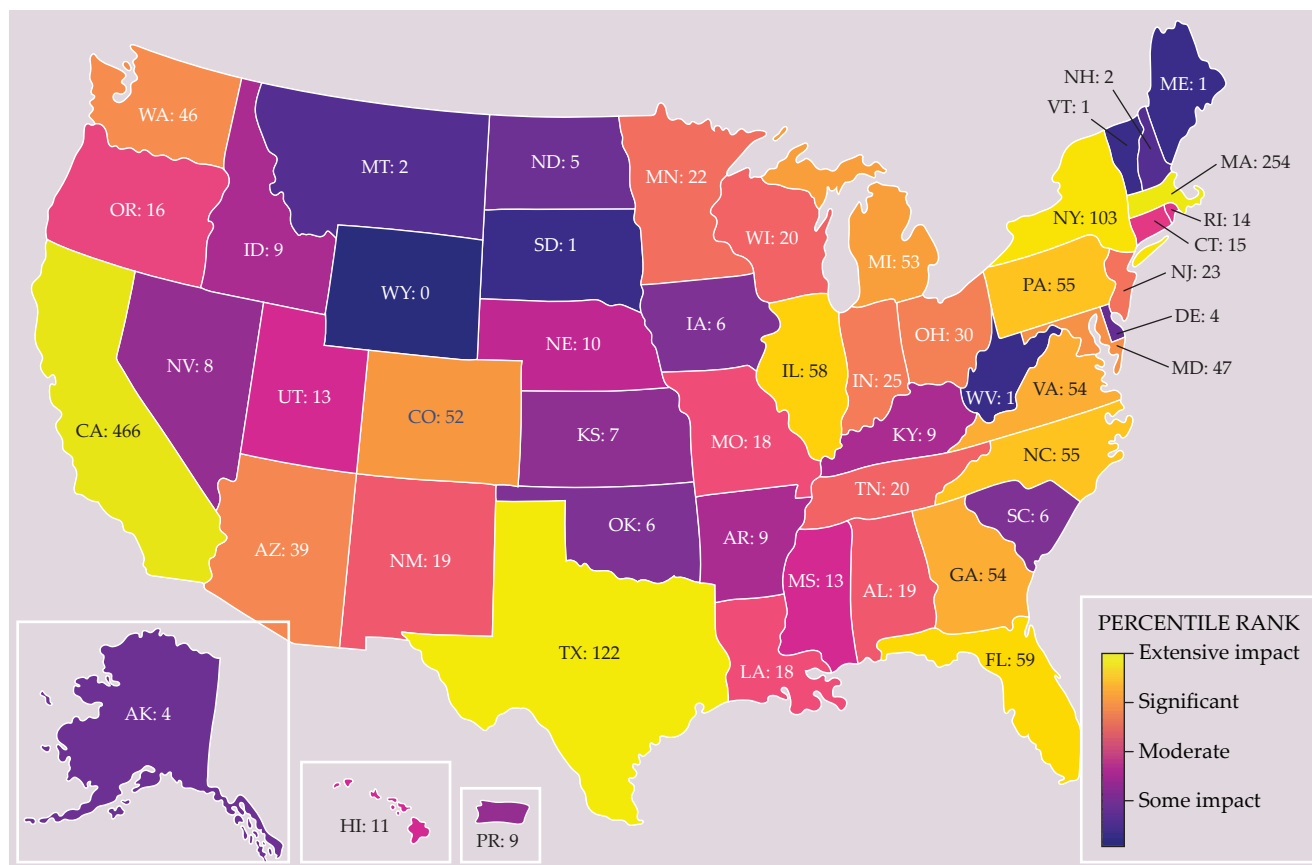 WA: 46
OR: 16
CA: 466
ID: 9
NV: 8
MT: 2
WY: 0
UT: 13
CO: 52
AZ: 39
NM: 19
ND: 5
SD: 1
NE: 10
KS: 7
OK: 6
TX: 122
MN: 22
IA: 6
MO: 18
AR: 9
LA: 18
WI: 20
IL: 58
MI: 53
IN: 25
OH: 30
KY: 9
TN: 20
MS: 13
AL: 19
GA: 54
FL: 59
SC: 6
NC: 55
VA: 54
WV: 1
PA: 55
NY: 103
VT: 1
NH: 2
ME: 1
MA: 254
RI: 14
CT: 15
NJ: 23
DE: 4
MD: 47
AK: 4
HI: 11
PR: 9
PERCENTILE RANK
Extensive impact
Significant
Moderate
Some impact